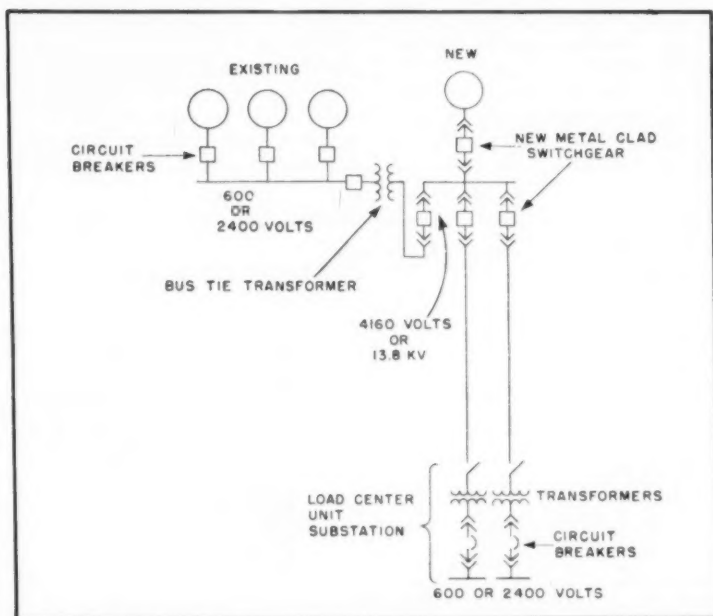 NEW
EXISTING
CIRCUIT
BREAKERS
NEW METAL CLAD
SWITCHGEAR
600
OR
2400 VOLTS
BUS TIE TRANSFORMER
4160 VOLTS
OR
13.8 KV
LOAD CENTER
UNIT
SUBSTATION
TRANSFORMERS
CIRCUIT
BREAKERS
600 OR 2400 VOLTS